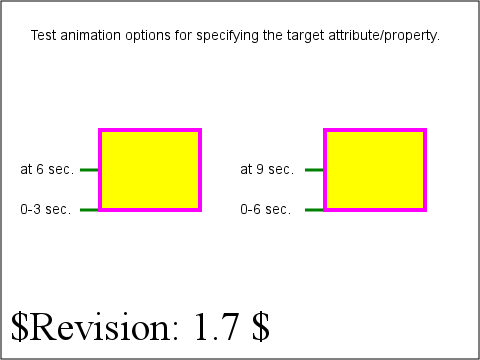 Test animation options for specifying the target attribute/property.
at 6 sec.
at 9 sec.
0-3 sec.
0-6 sec.
$Revision: 1.7 $